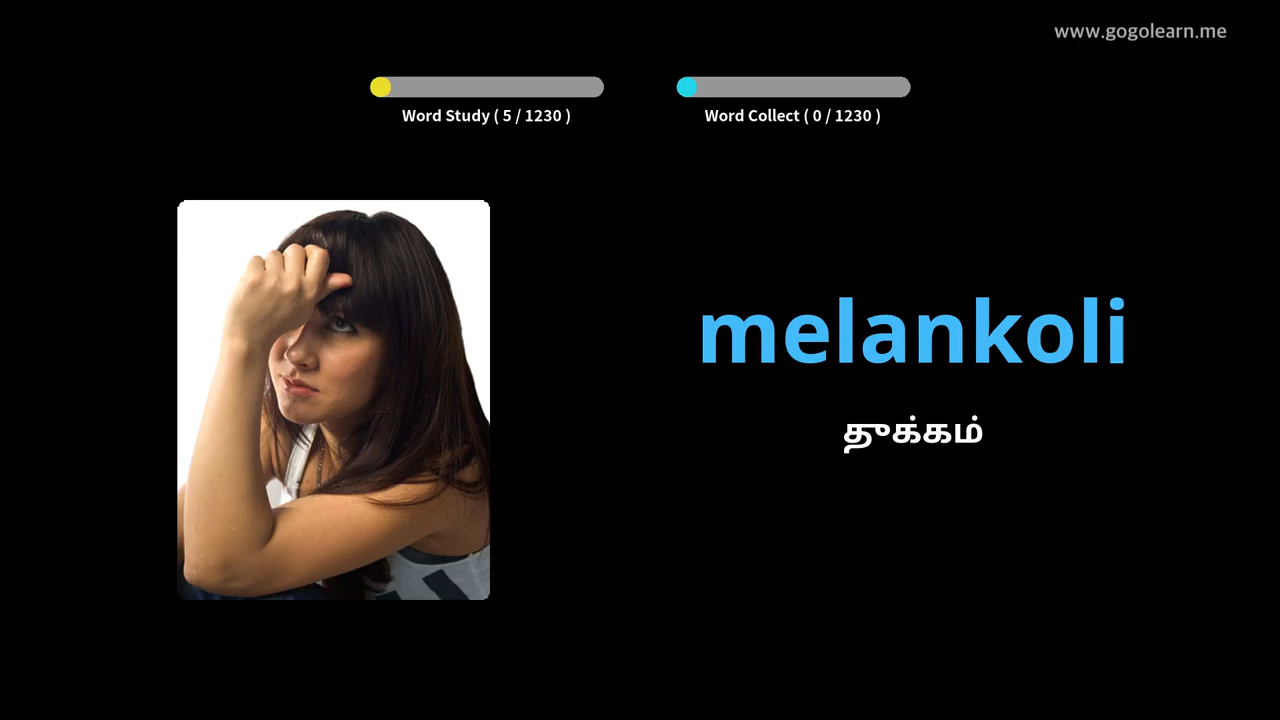 www.gogolearn.me
Word Study ( 5 / 1230 )
Word Collect ( 0 / 1230 )
melankoli
துக்கம்